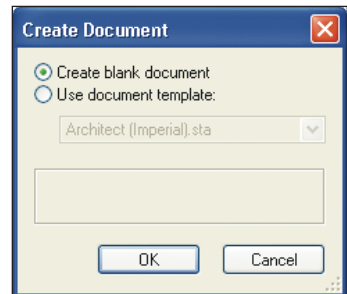 Create Document
Create blank document
Use document template:
Architect (Imperial).sta
OK
Cancel